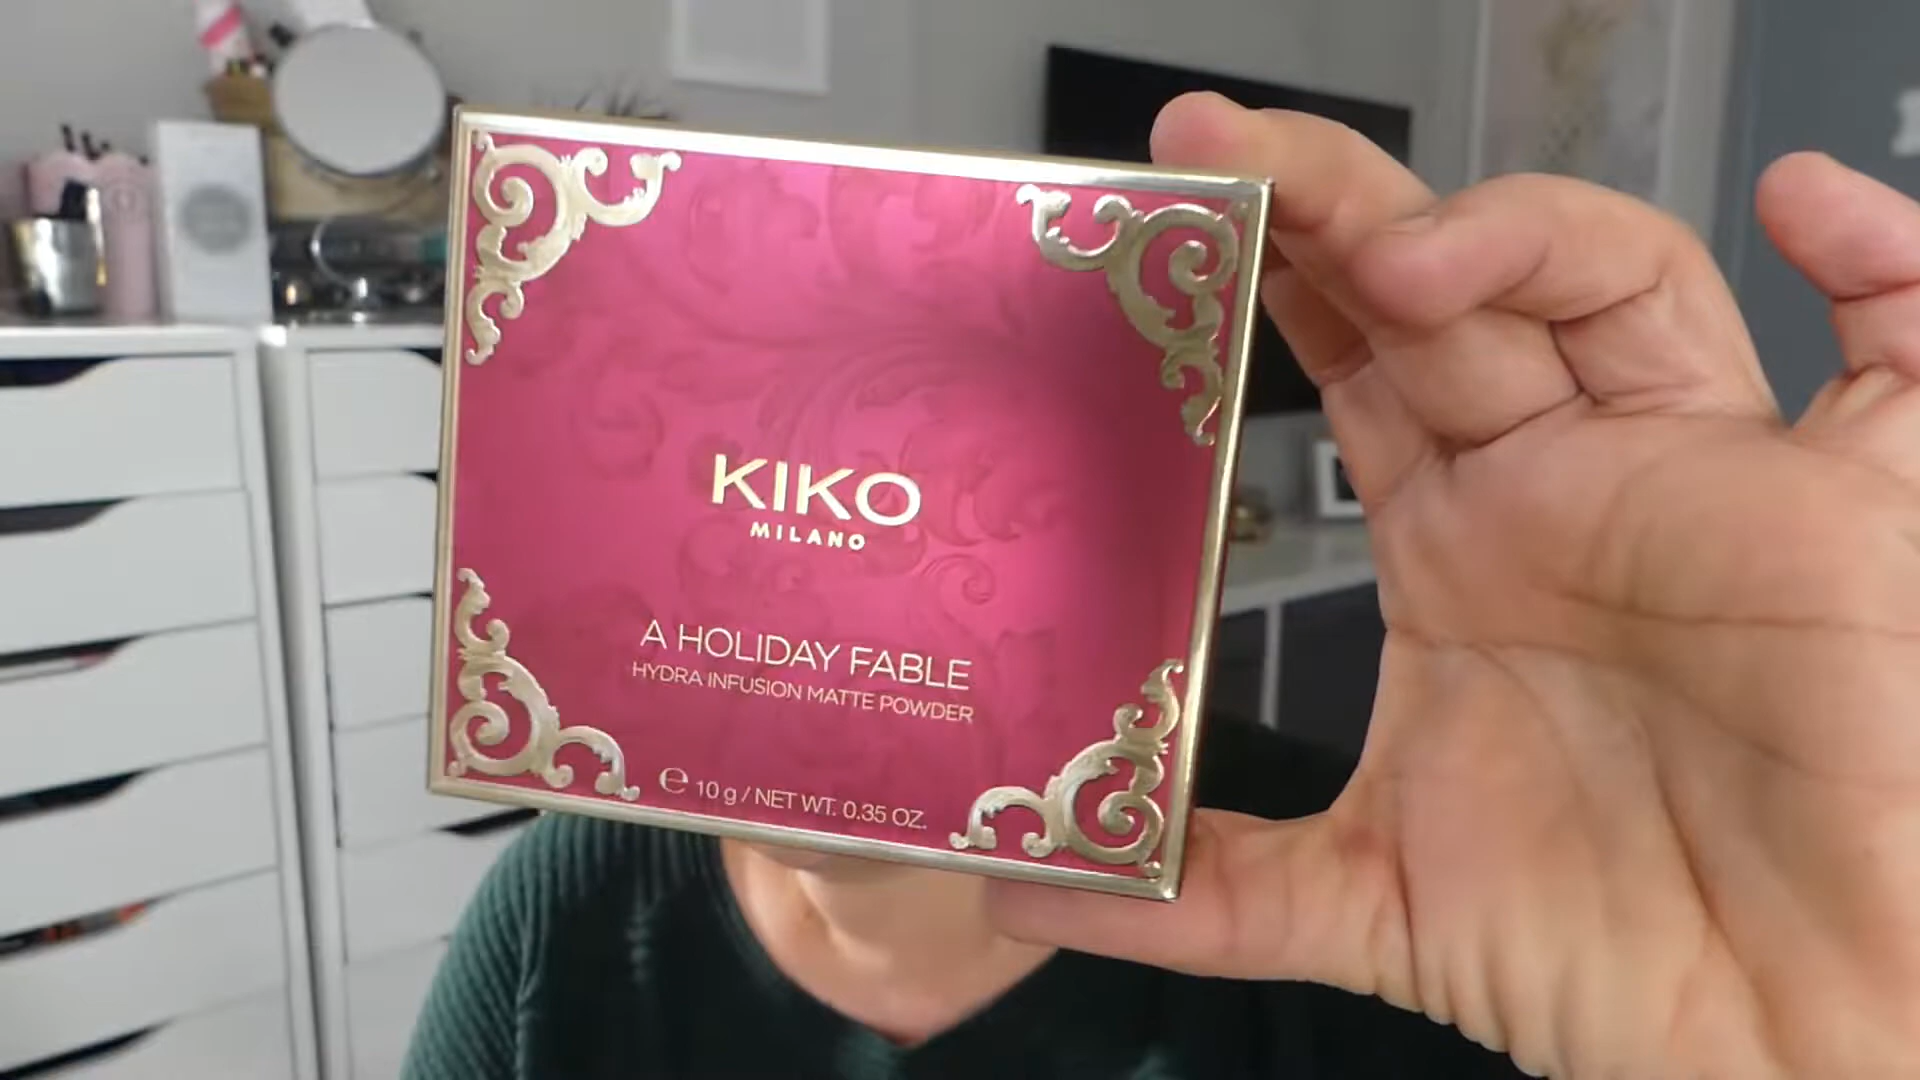 KIKO
MILANO
A HOLIDAY FABLE
HYDRA INFUSION MATTE POWDER
℮ 10 g / NET WT. 0.35 OZ.